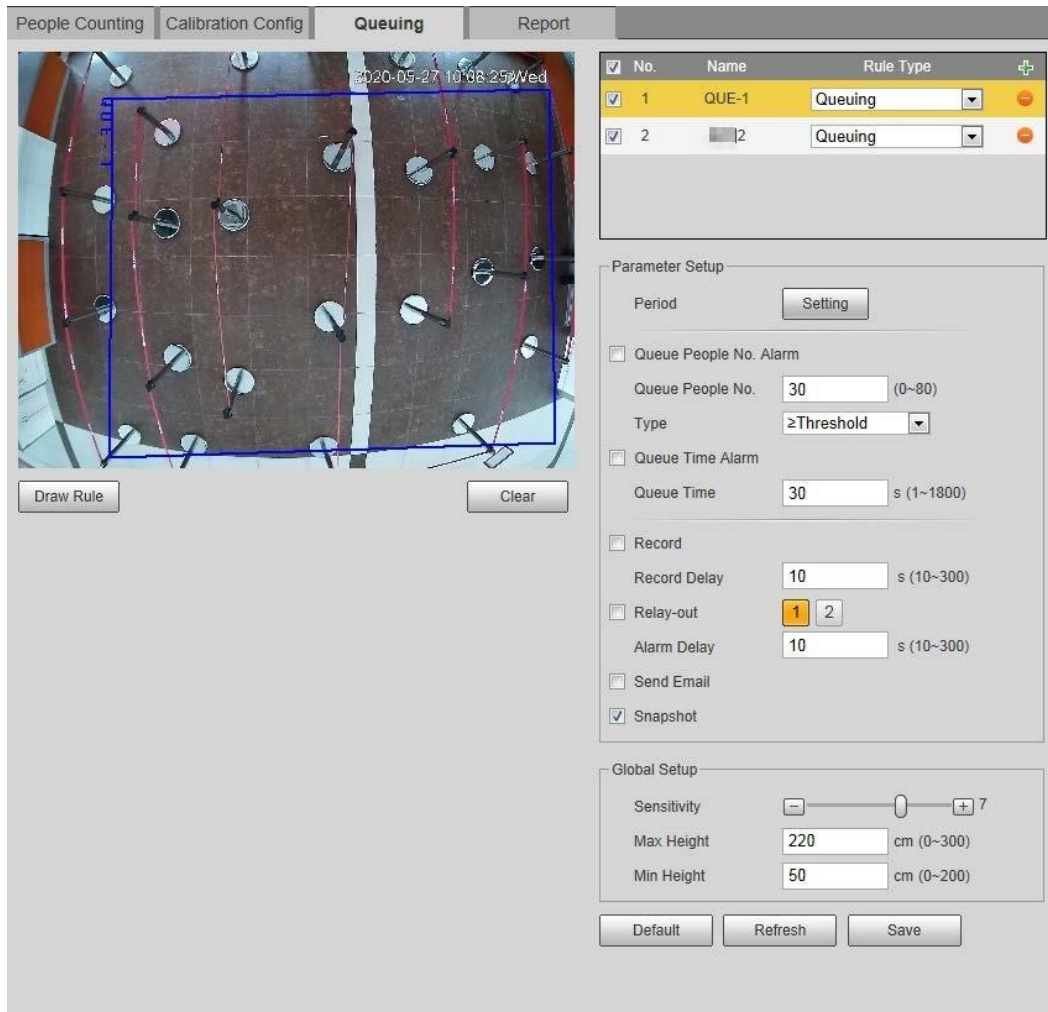 People Counting Calibration Config Queuing Report
2020-05-27 10:08:25 Wed
QUE-1
No. Name Rule Type
1 QUE-1 Queuing
2 2 Queuing
Draw Rule Clear
Parameter Setup
Period Setting
Queue People No. Alarm
Queue People No. 30 (0~80)
Type ≥Threshold
Queue Time Alarm
Queue Time 30 s (1~1800)
Record
Record Delay 10 s (10~300)
Relay-out 1 2
Alarm Delay 10 s (10~300)
Send Email
Snapshot
Global Setup
Sensitivity 7
Max Height 220 cm (0~300)
Min Height 50 cm (0~200)
Default Refresh Save